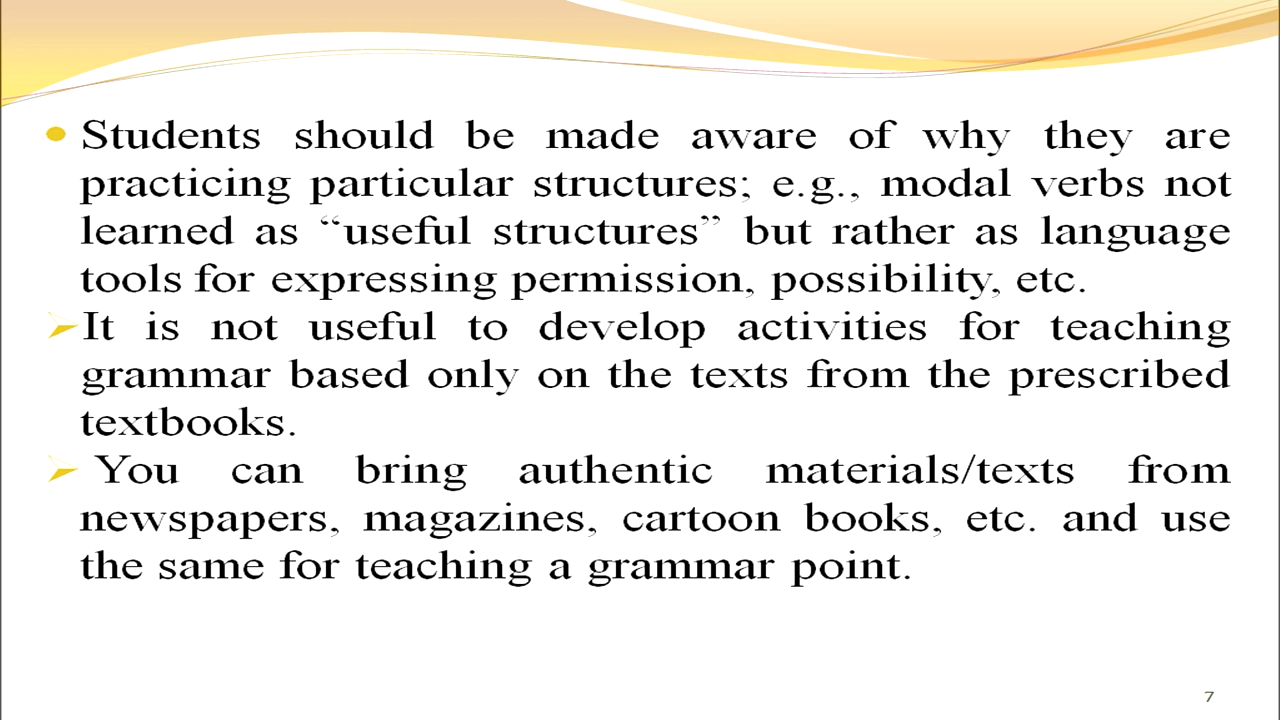 • Students should be made aware of why they are
practicing particular structures; e.g., modal verbs not
learned as “useful structures” but rather as language
tools for expressing permission, possibility, etc.
➢It is not useful to develop activities for teaching
grammar based only on the texts from the prescribed
textbooks.
➢ You can bring authentic materials/texts from
newspapers, magazines, cartoon books, etc. and use
the same for teaching a grammar point.
7